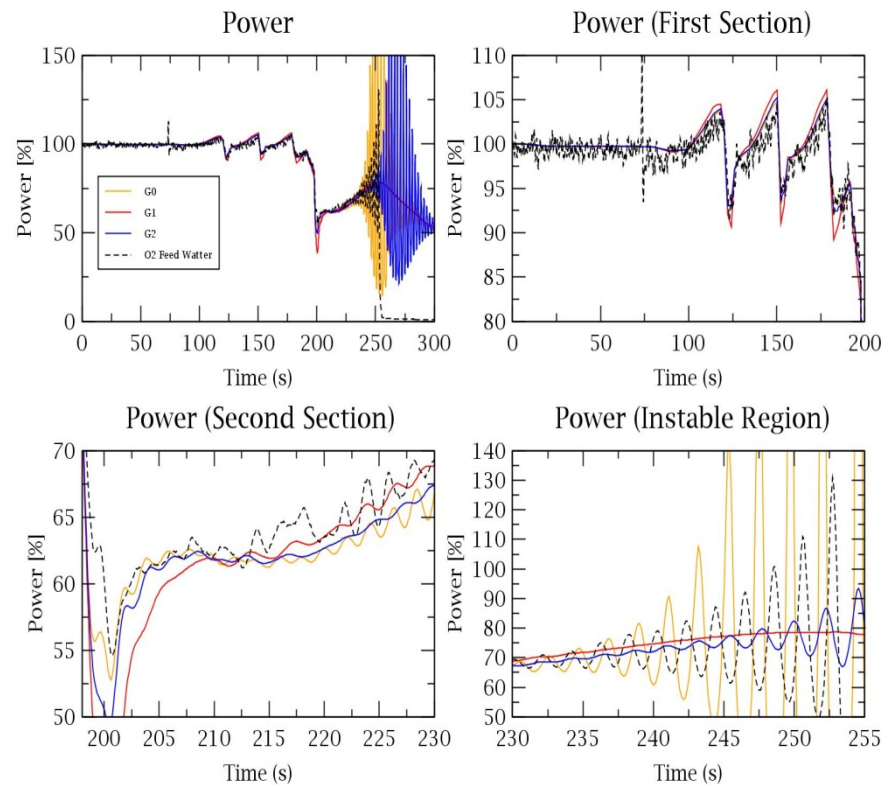 Power
Power [%]
150
100
50
0
G0
G1
G2
O2 Feed Watter
0 50 100 150 200 250 300
Time (s)
Power (First Section)
Power [%]
110
105
100
95
90
85
80
0 50 100 150 200
Time (s)
Power (Second Section)
Power [%]
70
65
60
55
50
200 205 210 215 220 225 230
Time (s)
Power (Instable Region)
Power [%]
140
130
120
110
100
90
80
70
60
50
230 235 240 245 250 255
Time (s)